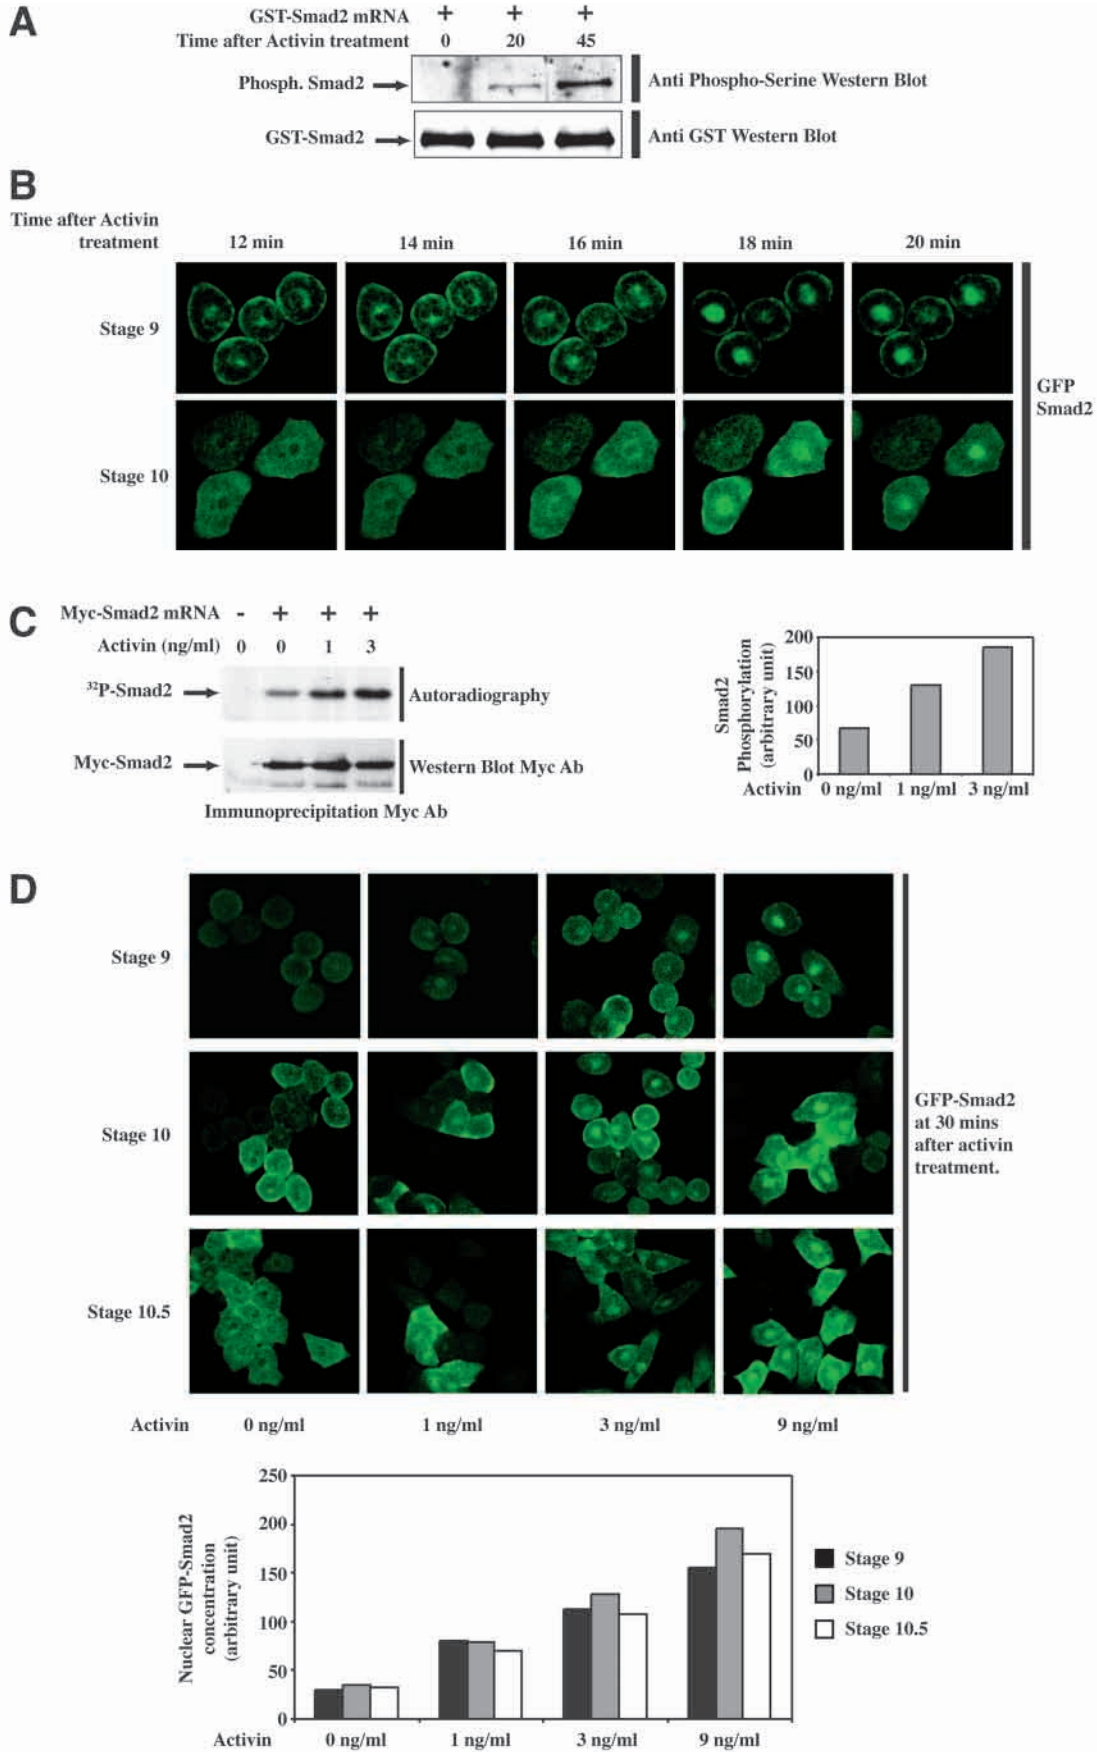 A
GST-Smad2 mRNA + + +
Time after Activin treatment 0 20 45
Phosph. Smad2
Anti Phospho-Serine Western Blot
GST-Smad2
Anti GST Western Blot
B
Time after Activin
treatment
12 min 14 min 16 min 18 min 20 min
Stage 9
GFP
Smad2
Stage 10
C
Myc-Smad2 mRNA - + + +
Activin (ng/ml) 0 0 1 3
³²P-Smad2
Autoradiography
Myc-Smad2
Western Blot Myc Ab
Immunoprecipitation Myc Ab
Smad2
Phosphorylation
(arbitrary unit)
200
150
100
50
0
Activin 0 ng/ml 1 ng/ml 3 ng/ml
D
Stage 9
Stage 10
GFP-Smad2
at 30 mins
after activin
treatment.
Stage 10.5
Activin 0 ng/ml 1 ng/ml 3 ng/ml 9 ng/ml
Nuclear GFP-Smad2
concentration
(arbitrary unit)
250
200
150
100
50
0
Stage 9
Stage 10
Stage 10.5
Activin 0 ng/ml 1 ng/ml 3 ng/ml 9 ng/ml